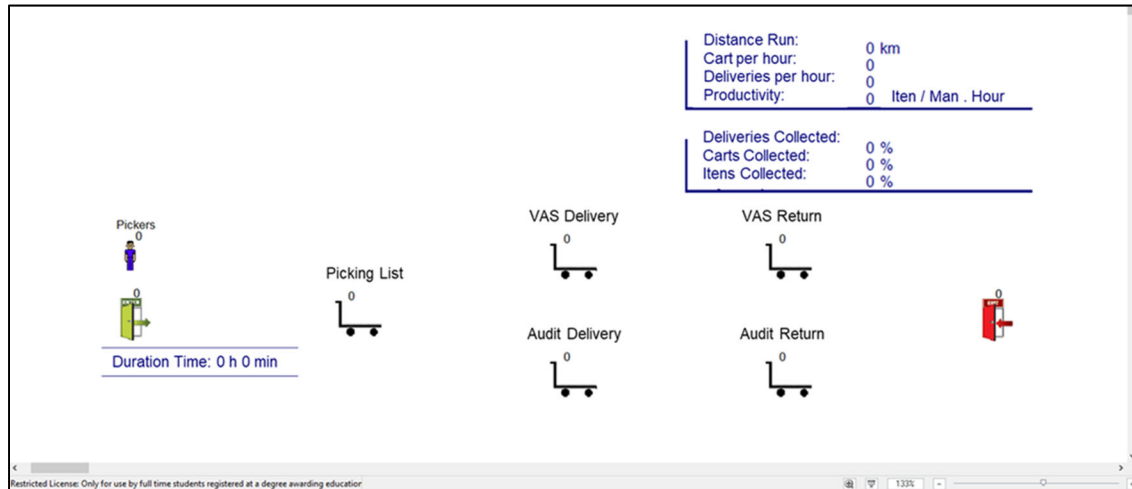 Distance Run: 0 km
Cart per hour: 0
Deliveries per hour: 0
Productivity: 0 Iten / Man . Hour
Deliveries Collected: 0 %
Carts Collected: 0 %
Itens Collected: 0 %
Pickers
0
0
Duration Time: 0 h 0 min
Picking List
0
VAS Delivery
0
VAS Return
0
Audit Delivery
0
Audit Return
0
EXIT
0
Restricted License: Only for use by full time students registered at a degree awarding education
133%